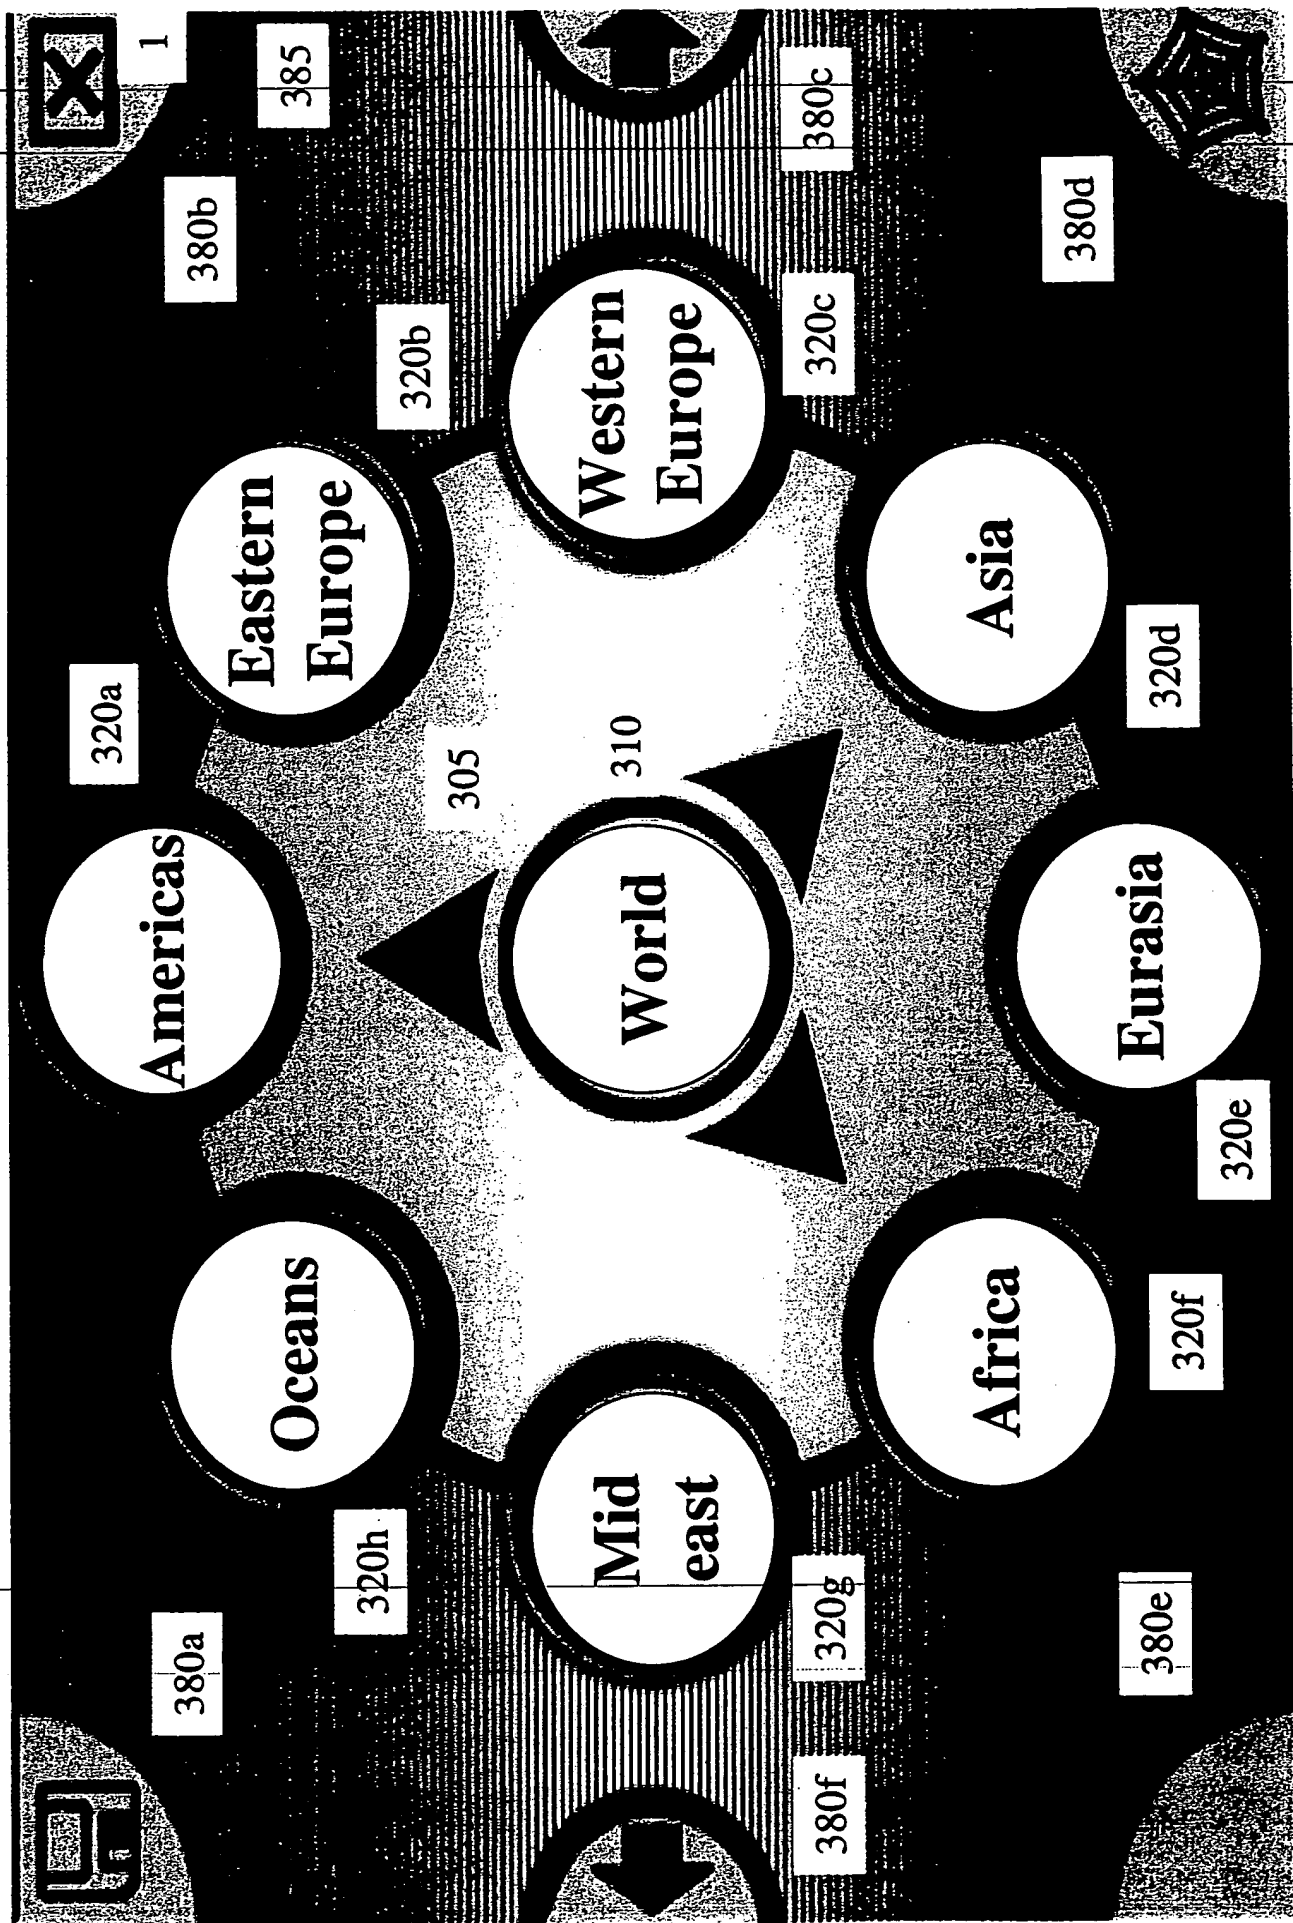 320a
1
Americas
380a
380b
Eastern
Europe
Oceans
385
320h
320b
305
310
Mid
east
World
Western
Europe
380f
320g
320c
380c
Africa
Asia
380d
Eurasia
380e
320f
320d
320e